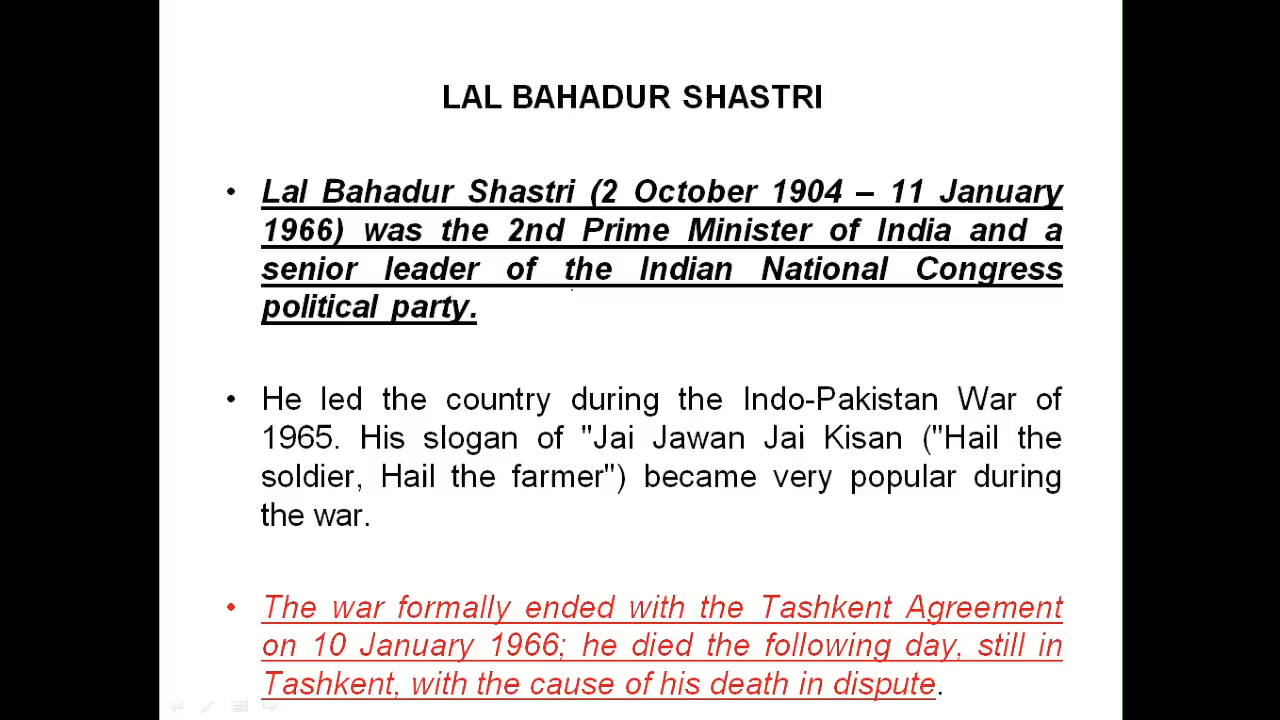 LAL BAHADUR SHASTRI
• Lal Bahadur Shastri (2 October 1904 – 11 January
1966) was the 2nd Prime Minister of India and a
senior leader of the Indian National Congress
political party.
• He led the country during the Indo-Pakistan War of
1965. His slogan of "Jai Jawan Jai Kisan ("Hail the
soldier, Hail the farmer") became very popular during
the war.
• The war formally ended with the Tashkent Agreement
on 10 January 1966; he died the following day, still in
Tashkent, with the cause of his death in dispute.